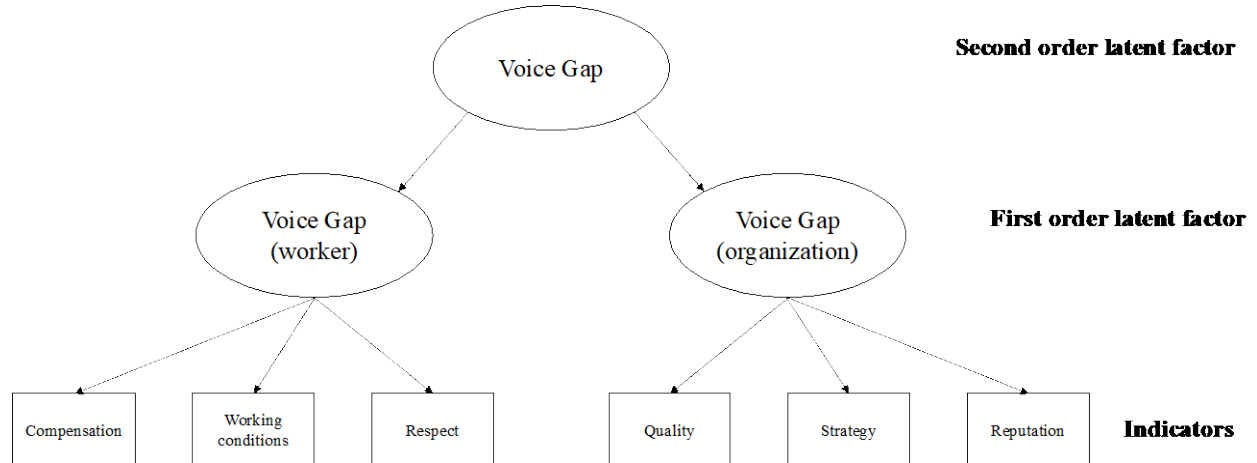 Voice Gap
Second order latent factor
Voice Gap
(worker)
Voice Gap
(organization)
First order latent factor
Compensation
Working
conditions
Respect
Quality
Strategy
Reputation
Indicators